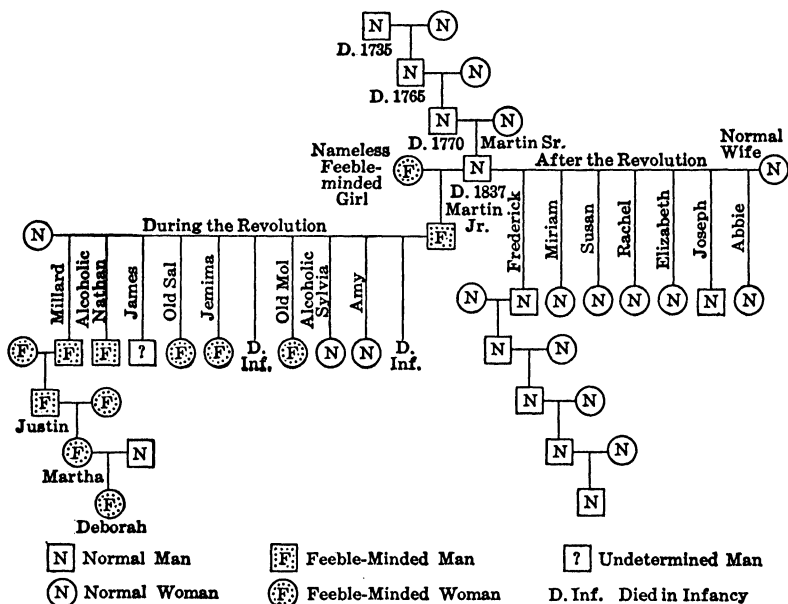 N N
D. 1735
N N
D. 1765
N N
D. 1770 Martin Sr.
Nameless
Feeble-
minded
Girl
F N After the Revolution Normal
Wife
N
D. 1837
Martin
Jr.
F
N During the Revolution
Millard
Alcoholic
Nathan
James
Old Sal
Jemima
D.
Inf.
Old Mol
Alcoholic
Sylvia
Amy
D.
Inf.
Frederick
Miriam
Susan
Rachel
Elizabeth
Joseph
Abbie
F F F ? F F F N N
N N N N N N N N
F F
Justin
F N
Martha
F
Deborah
N N
N N
N N
N
N Normal Man F Feeble-Minded Man ? Undetermined Man
N Normal Woman F Feeble-Minded Woman D. Inf. Died in Infancy